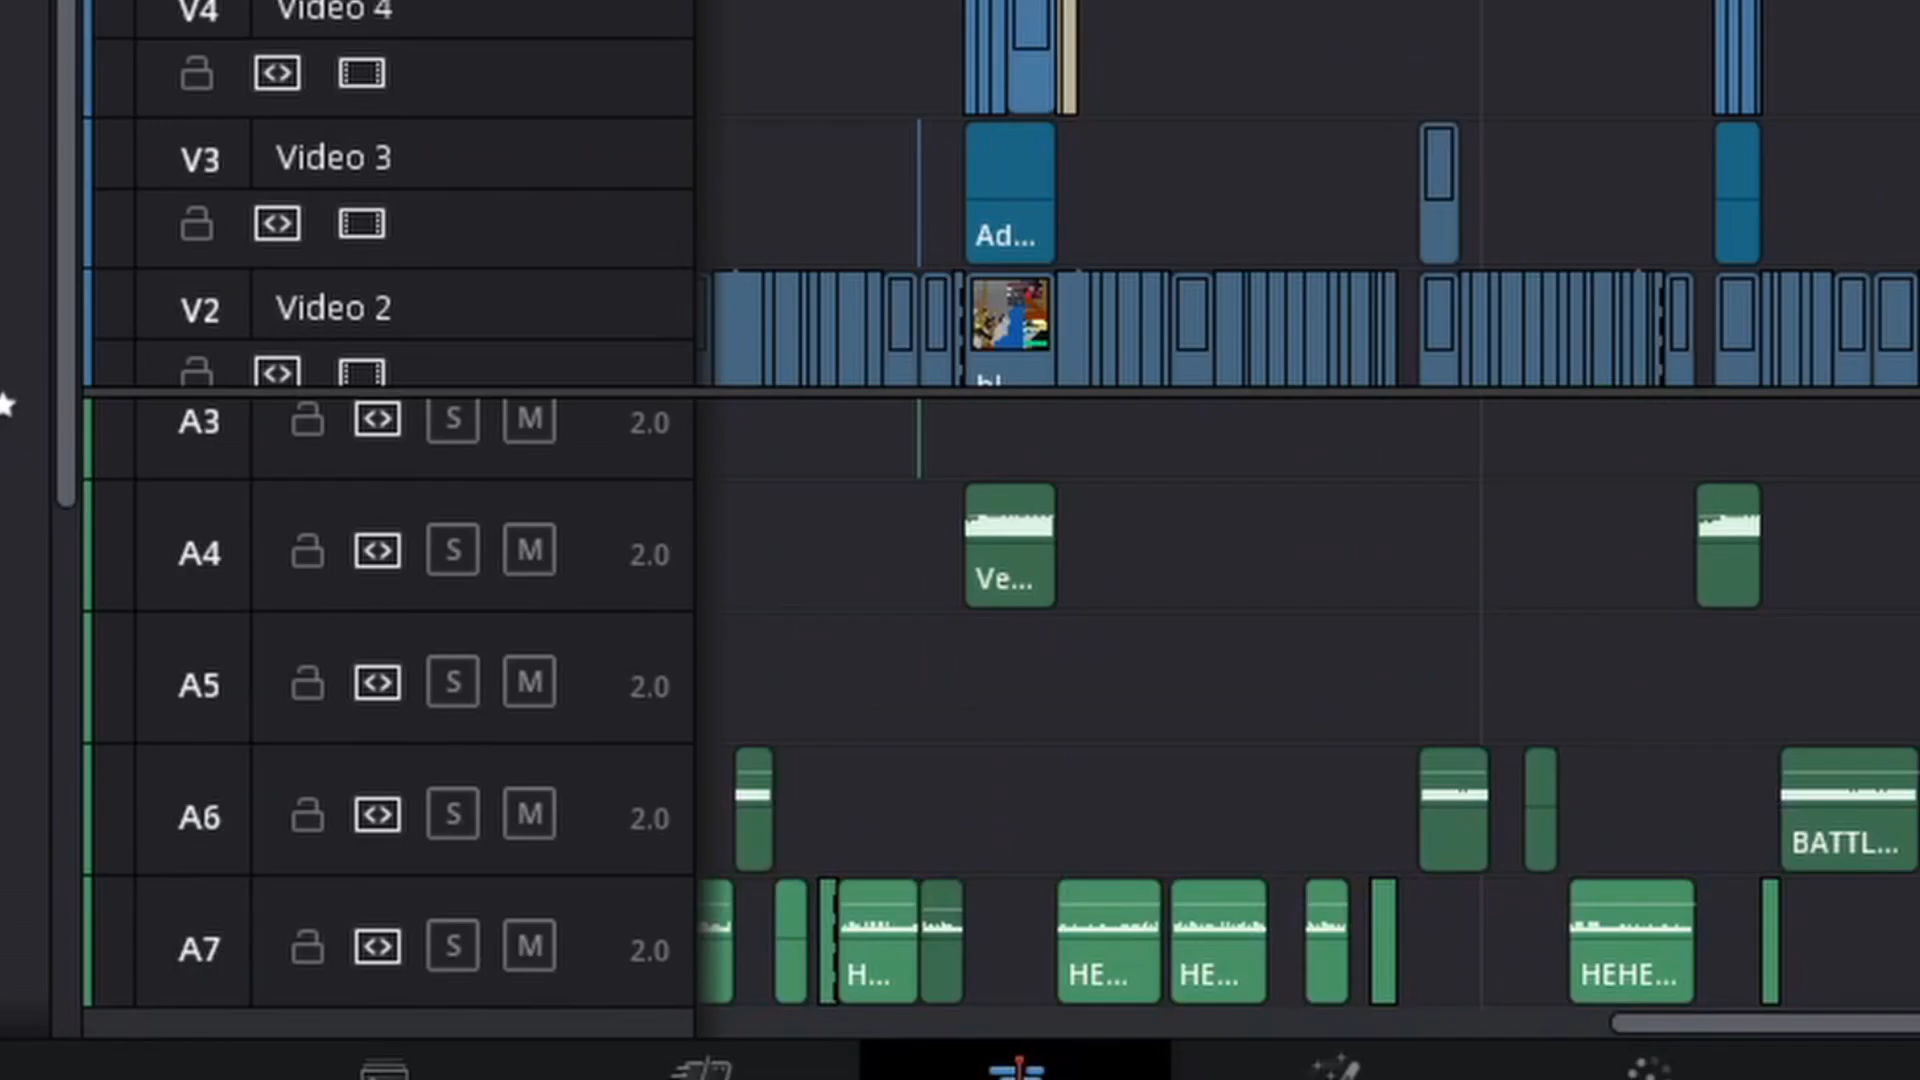 V4 Video 4
V3 Video 3
Ad...
V2 Video 2
A3 S M 2.0
A4 S M 2.0
Ve...
A5 S M 2.0
A6 S M 2.0
BATTL...
A7 S M 2.0
H... HE... HE... HEHE...